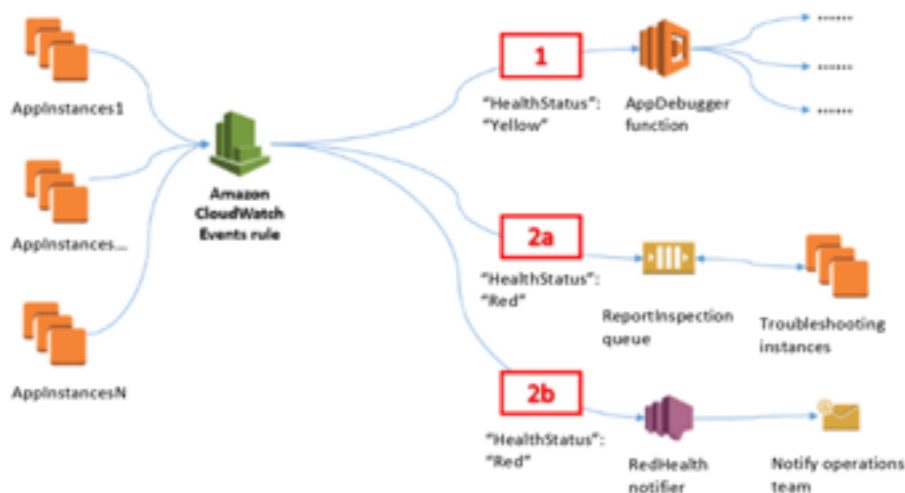 AppInstances1
AppInstances...
AppInstancesN
Amazon
CloudWatch
Events rule
1
"HealthStatus":
"Yellow"
AppDebugger
function
......
......
......
2a
"HealthStatus":
"Red"
ReportInspection
queue
Troubleshooting
instances
2b
"HealthStatus":
"Red"
RedHealth
notifier
Notify operations
team